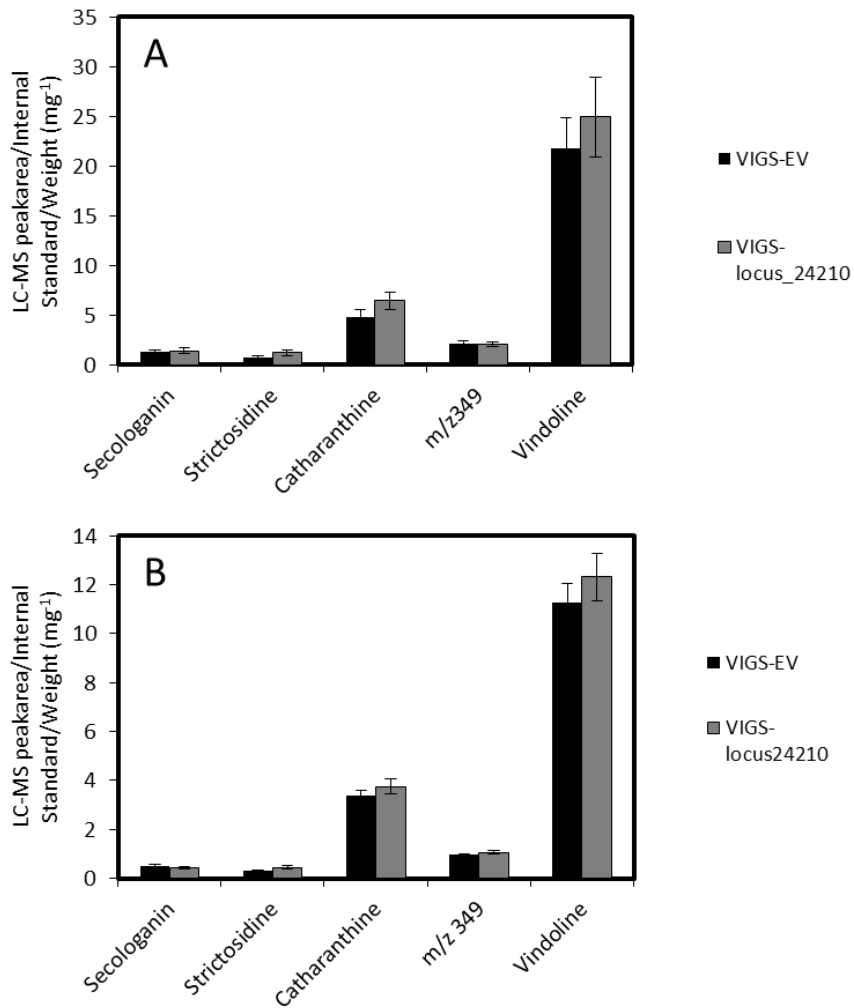 35
30
25
20
15
10
5
0
LC-MS peakarea/Internal
Standard/Weight (mg-1)
A
Secologanin
Strictosidine
Catharanthine
m/z349
Vindoline
VIGS-EV
VIGS-
locus_24210
14
12
10
8
6
4
2
0
LC-MS peakarea/Internal
Standard/Weight (mg-1)
B
Secologanin
Strictosidine
Catharanthine
m/z 349
Vindoline
VIGS-EV
VIGS-
locus24210